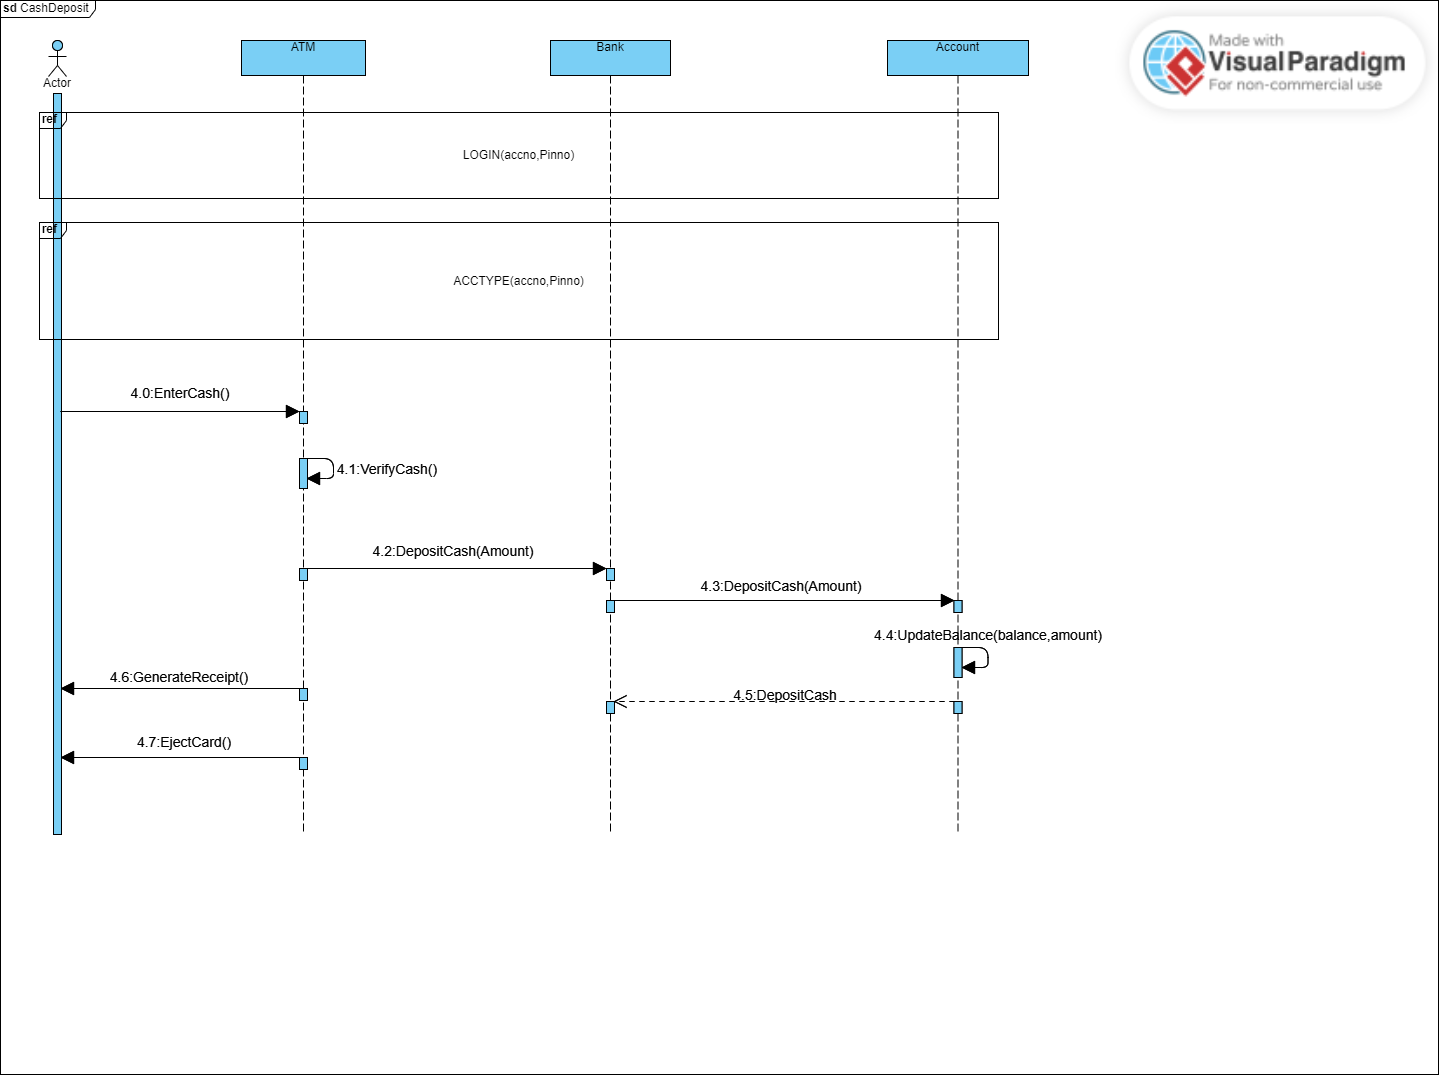 sd CashDeposit
Made with
Visual Paradigm
For non-commercial use
Actor
ATM
Bank
Account
ref
LOGIN(accno,Pinno)
ref
ACCTYPE(accno,Pinno)
4.0:EnterCash()
4.1:VerifyCash()
4.2:DepositCash(Amount)
4.3:DepositCash(Amount)
4.4:UpdateBalance(balance,amount)
4.6:GenerateReceipt()
4.5:DepositCash
4.7:EjectCard()